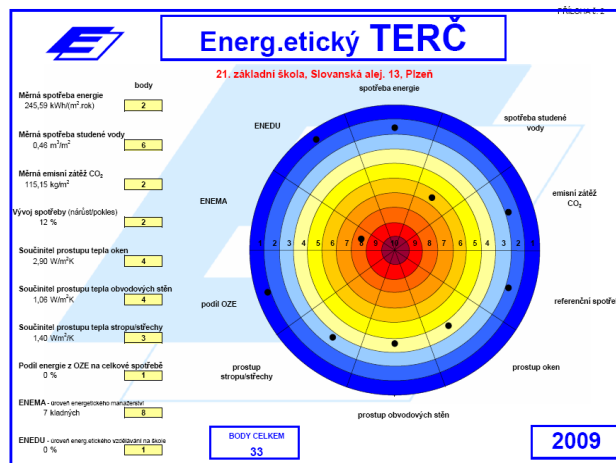 PŘÍLOHA č. 2
Energ.etický TERČ
21. základní škola, Slovanská alej. 13, Plzeň
body
Měrná spotřeba energie
245,59 kWh/(m².rok) 2
Měrná spotřeba studené vody
0,46 m³/m² 6
Měrná emisní zátěž CO₂
115,15 kg/m² 2
Vývoj spotřeby (nárůst/pokles)
12 % 2
Součinitel prostupu tepla oken
2,90 W/m²K 4
Součinitel prostupu tepla obvodových stěn
1,06 W/m²K 4
Součinitel prostupu tepla stropu/střechy
1,40 Wm²/K 3
Podíl energie z OZE na celkové spotřebě
0 % 1
ENEMA - úroveň energetického manažerství
7 kladných 8
ENEDU - úroveň energ.etického vzdělávání na škole
0 % 1
spotřeba energie
spotřeba studené
vody
emisní zátěž
CO₂
referenční spotře
prostup oken
prostup obvodových stěn
prostup
stropu/střechy
podíl OZE
ENEMA
ENEDU
1 2 3 4 5 6 7 8 9 10 9 8 7 6 5 4 3 2 1
BODY CELKEM
33
2009